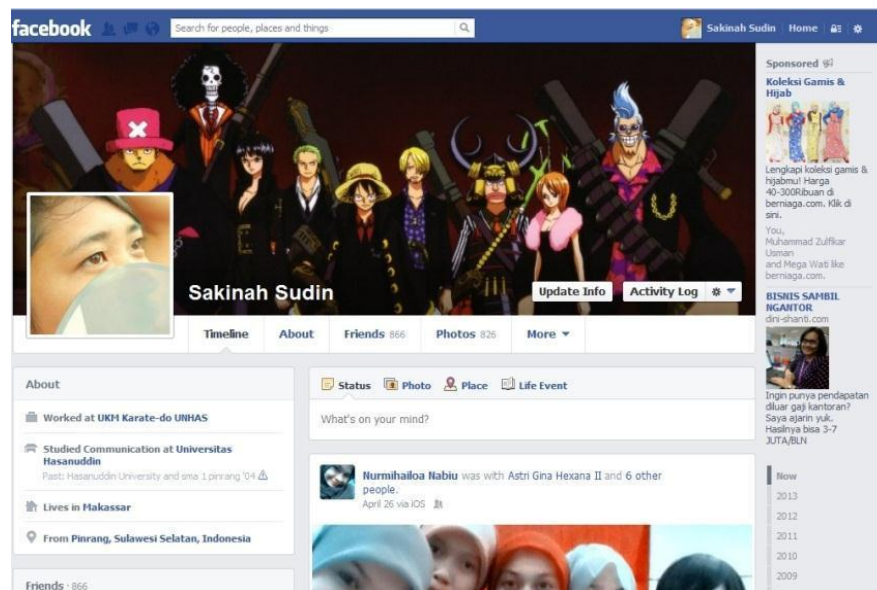 facebook
Search for people, places and things
Sakinah Sudin
Home
Sakinah Sudin
Update Info
Activity Log
Timeline
About
Friends 866
Photos 826
More
About
Worked at UKM Karate-do UNHAS
Studied Communication at Universitas
Hasanuddin
Past: Hasanuddin University and sma 1 pinrang '04
Lives in Makassar
From Pinrang, Sulawesi Selatan, Indonesia
Friends · 866
Status
Photo
Place
Life Event
What's on your mind?
Nurmihailoa Nabiu was with Astri Gina Hexana II and 6 other
people.
April 26 via iOS
Sponsored
Koleksi Gamis &
Hijab
Lengkapi koleksi gamis &
hijabmu! Harga
40-300Ribuan di
berniaga.com. Klik di
sini.
You,
Muhammad Zulfikar
Usman
and Mega Wati like
berniaga.com.
BISNIS SAMBIL
NGANTOR
dini-shanti.com
Ingin punya pendapatan
diluar gaji kantoran?
Saya ajarin yuk.
Hasilnya bisa 3-7
JUTA/BLN
Now
2013
2012
2011
2010
2009